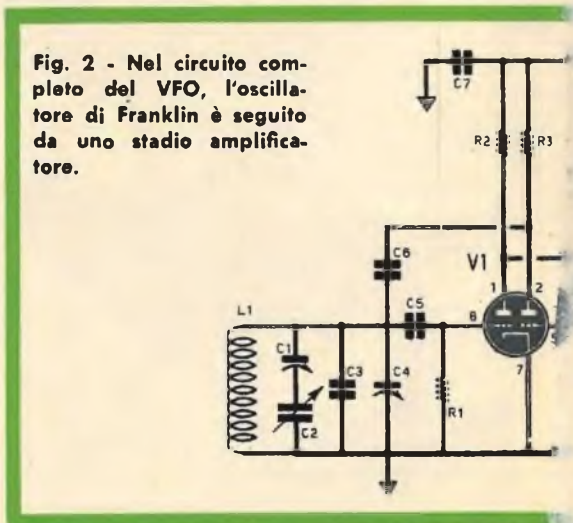 Fig. 2 - Nel circuito com-
pleto del VFO, l'oscilla-
tore di Franklin è seguito
da uno stadio amplifica-
tore.
C7
R2
R3
C6
V1
1
2
L1
C5
8
C1
C3
C4
7
C2
R1